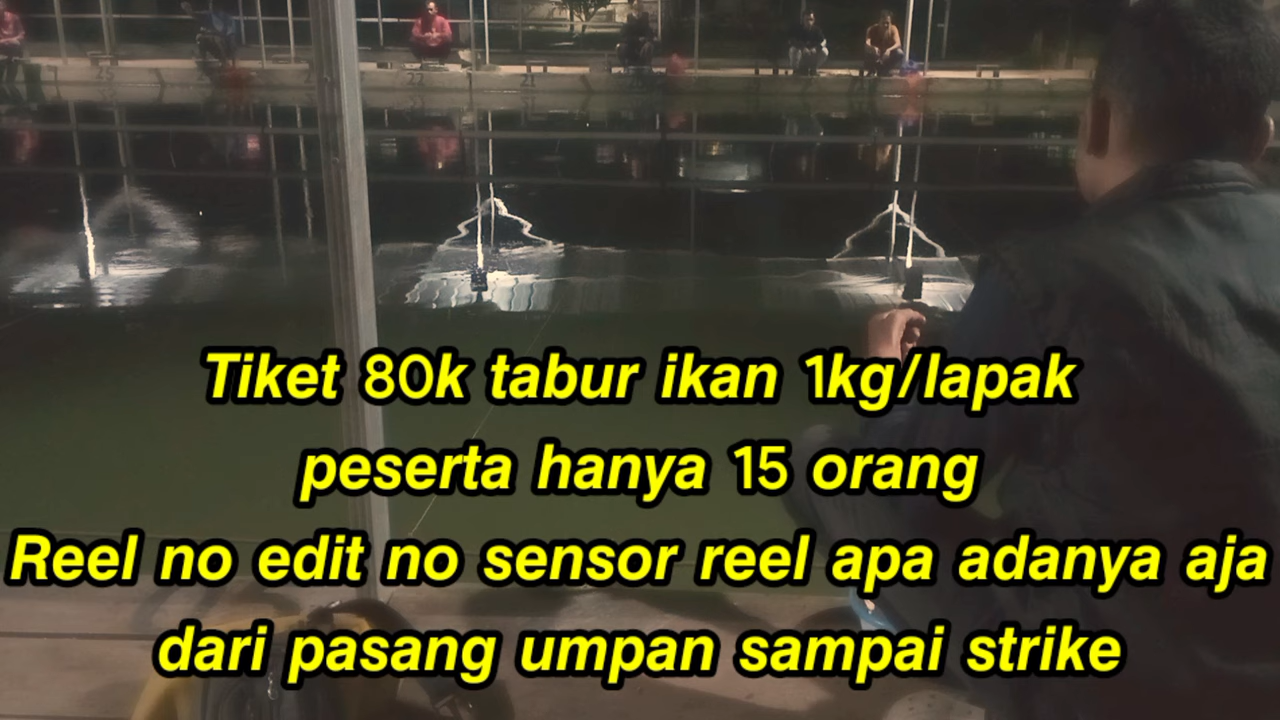 Tiket 80k tabur ikan 1kg/lapak
peserta hanya 15 orang
Reel no edit no sensor reel apa adanya aja
dari pasang umpan sampai strike